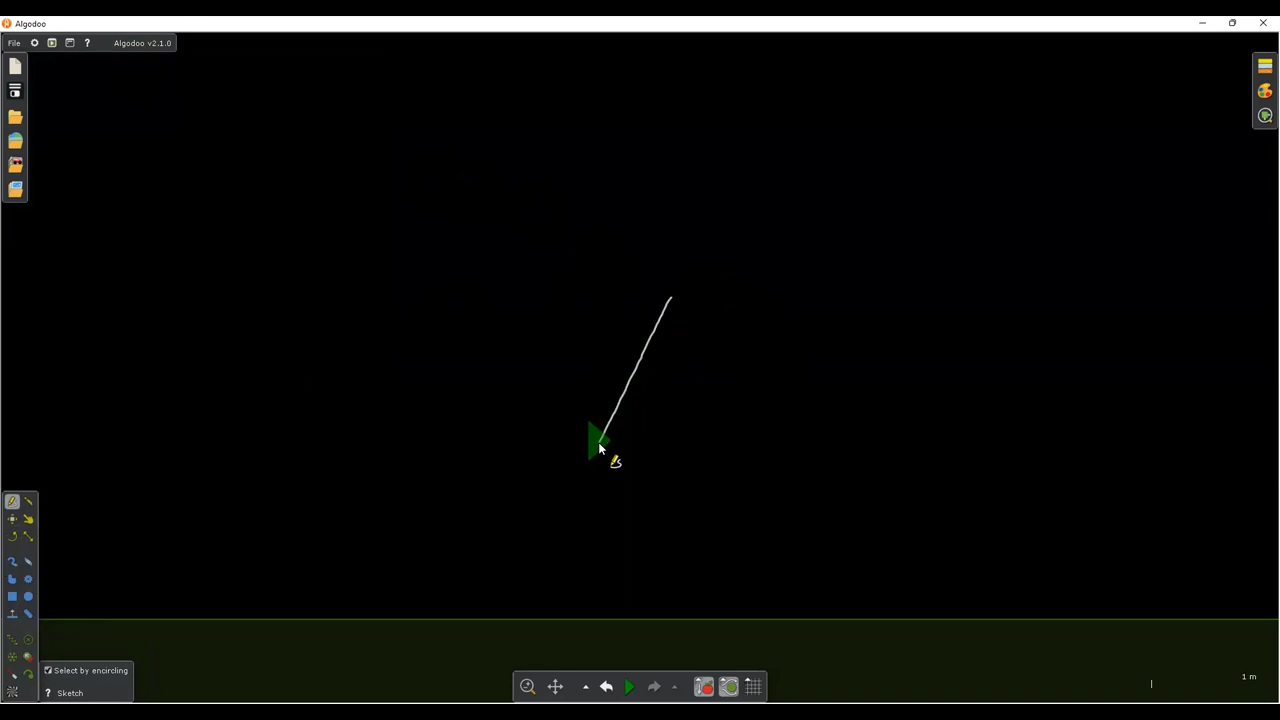 Algodoo
File ? Algodoo v2.1.0
Select by encircling
? Sketch
1 m